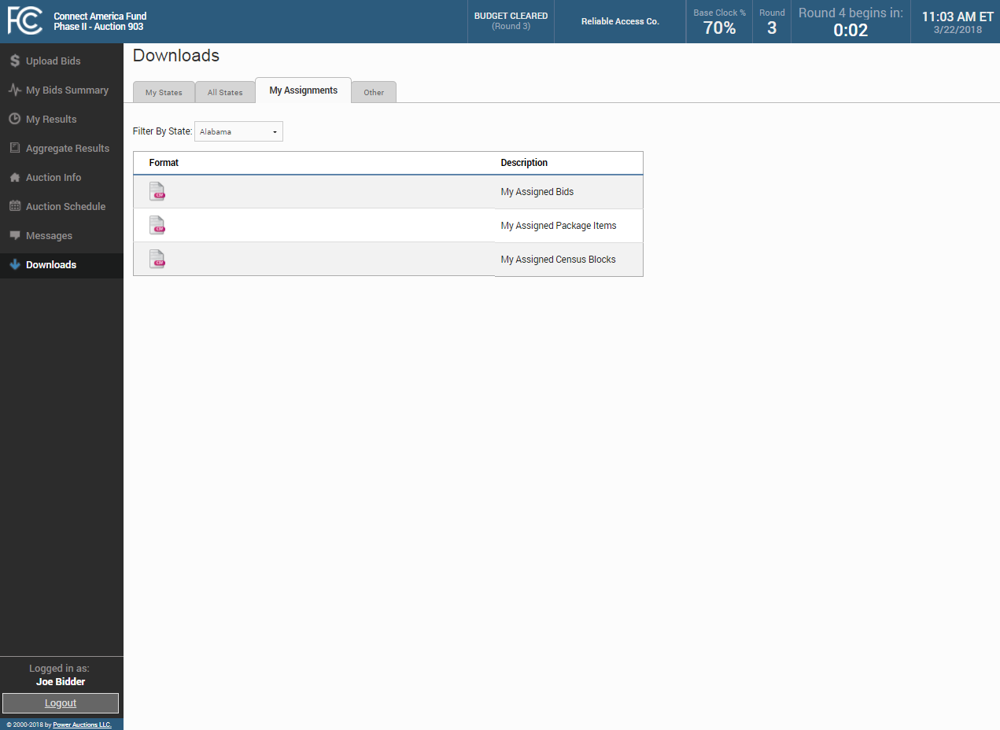 FCC
Connect America Fund
Phase II - Auction 903
BUDGET CLEARED
(Round 3)
Reliable Access Co.
Base Clock %
70%
Round
3
Round 4 begins in:
0:02
11:03 AM ET
3/22/2018
Upload Bids
My Bids Summary
My Results
Aggregate Results
Auction Info
Auction Schedule
Messages
Downloads
Downloads
My States
All States
My Assignments
Other
Filter By State:
Alabama
Format
Description
CSV
My Assigned Bids
CSV
My Assigned Package Items
CSV
My Assigned Census Blocks
Logged in as:
Joe Bidder
Logout
© 2000-2018 by Power Auctions LLC.